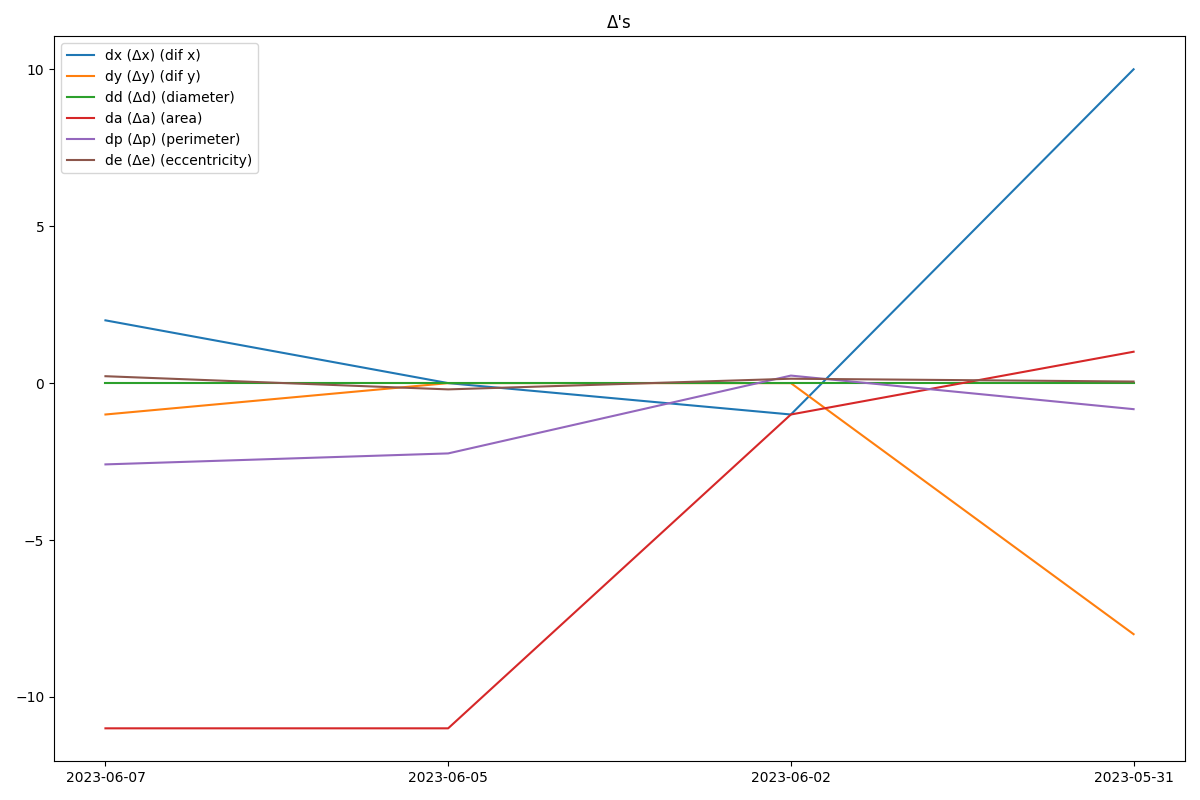 Δ's
dx (Δx) (dif x)
dy (Δy) (dif y)
dd (Δd) (diameter)
da (Δa) (area)
dp (Δp) (perimeter)
de (Δe) (eccentricity)
10
5
0
−5
−10
2023-06-07
2023-06-05
2023-06-02
2023-05-31